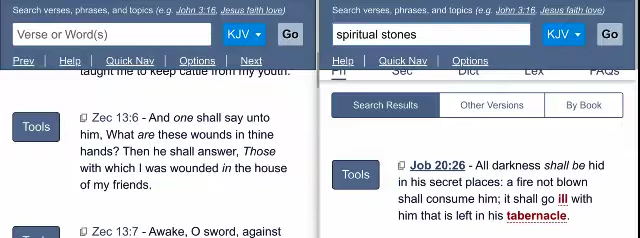 Search verses, phrases, and topics (e.g. John 3:16, Jesus faith love)
Verse or Word(s) KJV Go
Prev Help Quick Nav Options Next
taught me to keep cattle from my youth.
Tools
Zec 13:6 - And one shall say unto
him, What are these wounds in thine
hands? Then he shall answer, Those
with which I was wounded in the house
of my friends.
Tools
Zec 13:7 - Awake, O sword, against
Search verses, phrases, and topics (e.g. John 3:16, Jesus faith love)
spiritual stones KJV Go
Help Quick Nav Options
Fn Sec Dict Lex FAQs
Search Results Other Versions By Book
Tools
Job 20:26 - All darkness shall be hid
in his secret places: a fire not blown
shall consume him; it shall go ill with
him that is left in his tabernacle.